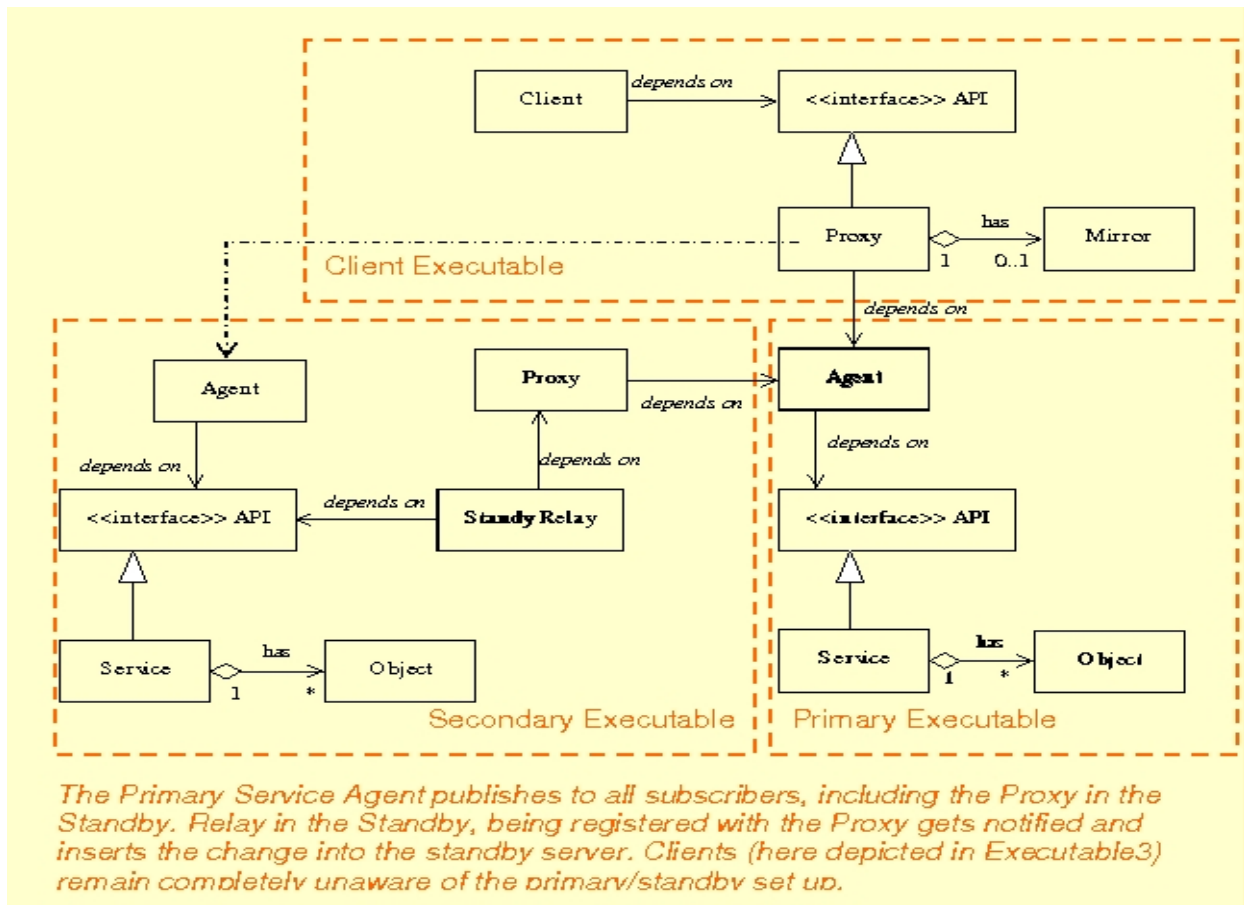 depends on
Client
<<interface>> API
Proxy
has
Mirror
1
0..1
Client Executable
depends on
Agent
Proxy
depends on
Agent
depends on
depends on
depends on
<<interface>> API
depends on
Standy Relay
<<interface>> API
Service
has
1
*
Object
Service
has
1
*
Object
Secondary Executable
Primary Executable
The Primary Service Agent publishes to all subscribers, including the Proxy in the
Standby. Relay in the Standby, being registered with the Proxy gets notified and
inserts the change into the standby server. Clients (here depicted in Executable3)
remain completely unaware of the primary/standby set up.